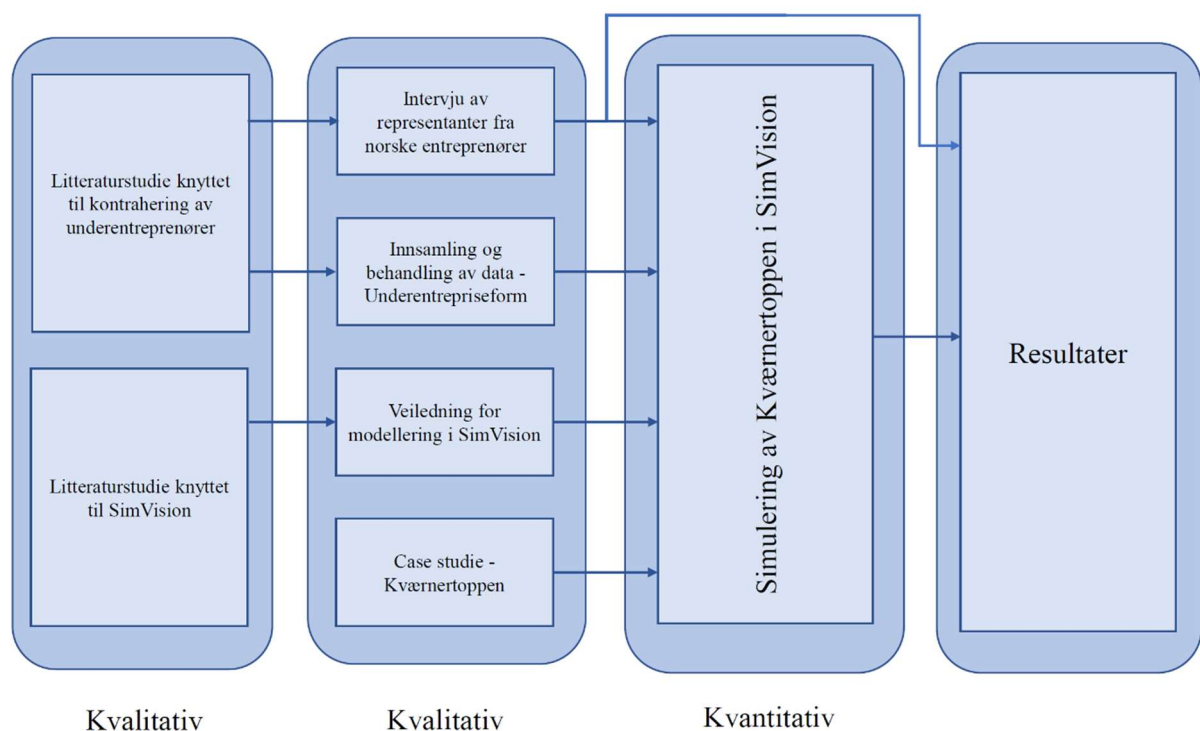 Litteraturstudie knyttet
til kontrahering av
underentreprenører
Litteraturstudie knyttet
til SimVision
Intervju av
representanter fra
norske entreprenører
Innsamling og
behandling av data -
Underentrepriseform
Veiledning for
modellering i SimVision
Case studie -
Kværnertoppen
Simulering av Kværnertoppen i SimVision
Resultater
Kvalitativ
Kvalitativ
Kvantitativ